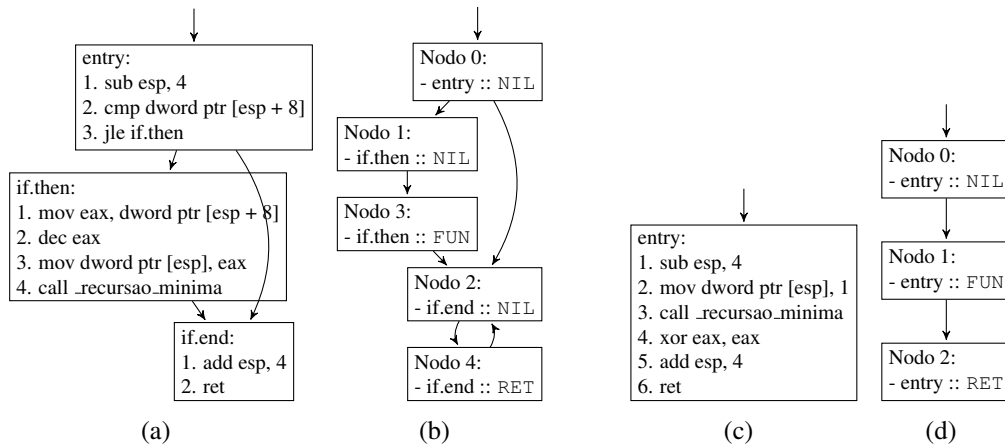 entry:
1. sub esp, 4
2. cmp dword ptr [esp + 8]
3. jle if.then
if.then:
1. mov eax, dword ptr [esp + 8]
2. dec eax
3. mov dword ptr [esp], eax
4. call _recursao_minima
if.end:
1. add esp, 4
2. ret
(a)
Nodo 0:
- entry :: NIL
Nodo 1:
- if.then :: NIL
Nodo 3:
- if.then :: FUN
Nodo 2:
- if.end :: NIL
Nodo 4:
- if.end :: RET
(b)
entry:
1. sub esp, 4
2. mov dword ptr [esp], 1
3. call _recursao_minima
4. xor eax, eax
5. add esp, 4
6. ret
(c)
Nodo 0:
- entry :: NIL
Nodo 1:
- entry :: FUN
Nodo 2:
- entry :: RET
(d)